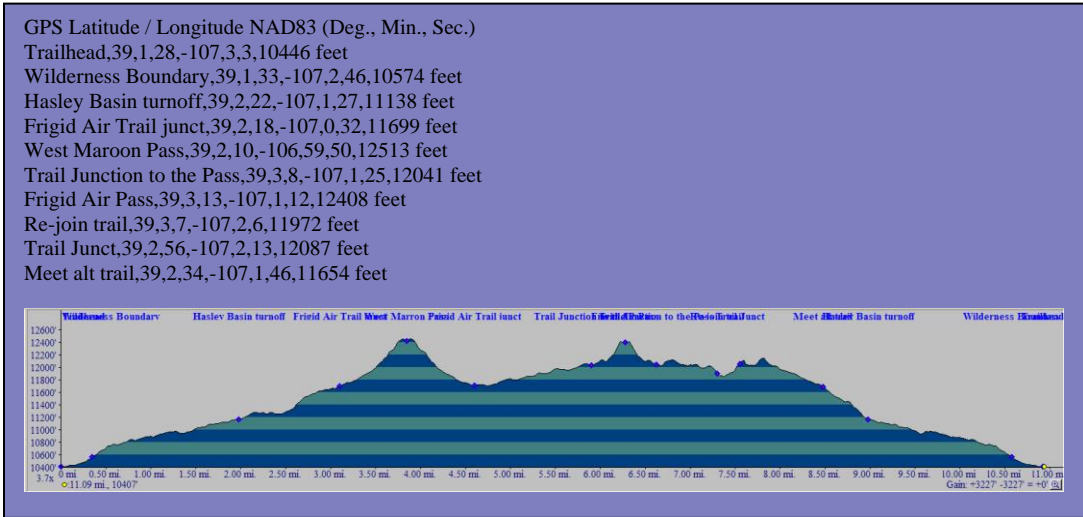 GPS Latitude / Longitude NAD83 (Deg., Min., Sec.)
Trailhead,39,1,28,-107,3,3,10446 feet
Wilderness Boundary,39,1,33,-107,2,46,10574 feet
Hasley Basin turnoff,39,2,22,-107,1,27,11138 feet
Frigid Air Trail junct,39,2,18,-107,0,32,11699 feet
West Maroon Pass,39,2,10,-106,59,50,12513 feet
Trail Junction to the Pass,39,3,8,-107,1,25,12041 feet
Frigid Air Pass,39,3,13,-107,1,12,12408 feet
Re-join trail,39,3,7,-107,2,6,11972 feet
Trail Junct,39,2,56,-107,2,13,12087 feet
Meet alt trail,39,2,34,-107,1,46,11654 feet
Boundary Hasley Basin turnoff Frigid Air Trail West Marron Air Trail junct Trail Junction to the Junct Meet Basin turnoff Wilderness
12600'
12400'
12200'
12000'
11800'
11600'
11400'
11200'
11000'
10800'
10600'
10400'
0 mi 0.50 mi. 1.00 mi. 1.50 mi. 2.00 mi. 2.50 mi. 3.00 mi. 3.50 mi. 4.00 mi. 4.50 mi. 5.00 mi. 5.50 mi. 6.00 mi. 6.50 mi. 7.00 mi. 7.50 mi. 8.00 mi. 8.50 mi. 9.00 mi. 9.50 mi. 10.00 mi. 10.50 mi. 11.00 m
3.7x
11.09 mi., 10407' Gain: +3227' -3227' = +0'